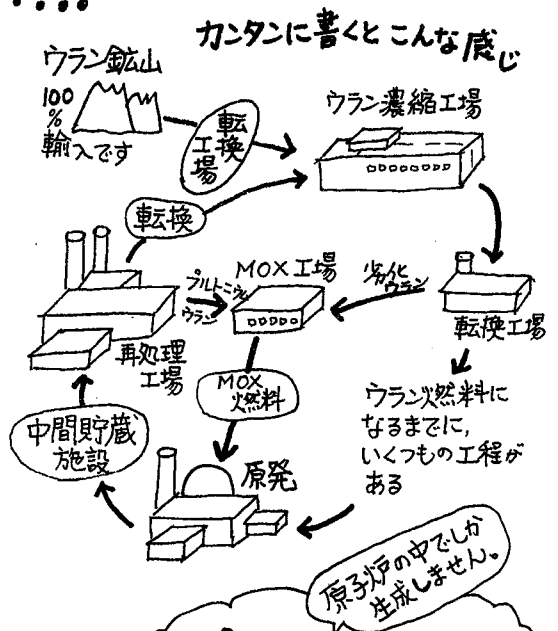 カンタンに書くと こんな感じ
ウラン鉱山
100
%
輸入です
転換
工場
ウラン濃縮工場
転換
MOX工場
プルトニウム
ウラン
劣化
ウラン
転換工場
再処理
工場
MOX
燃料
ウラン燃料に
なるまでに,
いくつもの工程が
ある
中間貯蔵
施設
原発
原子炉の中でしか
生成しません。